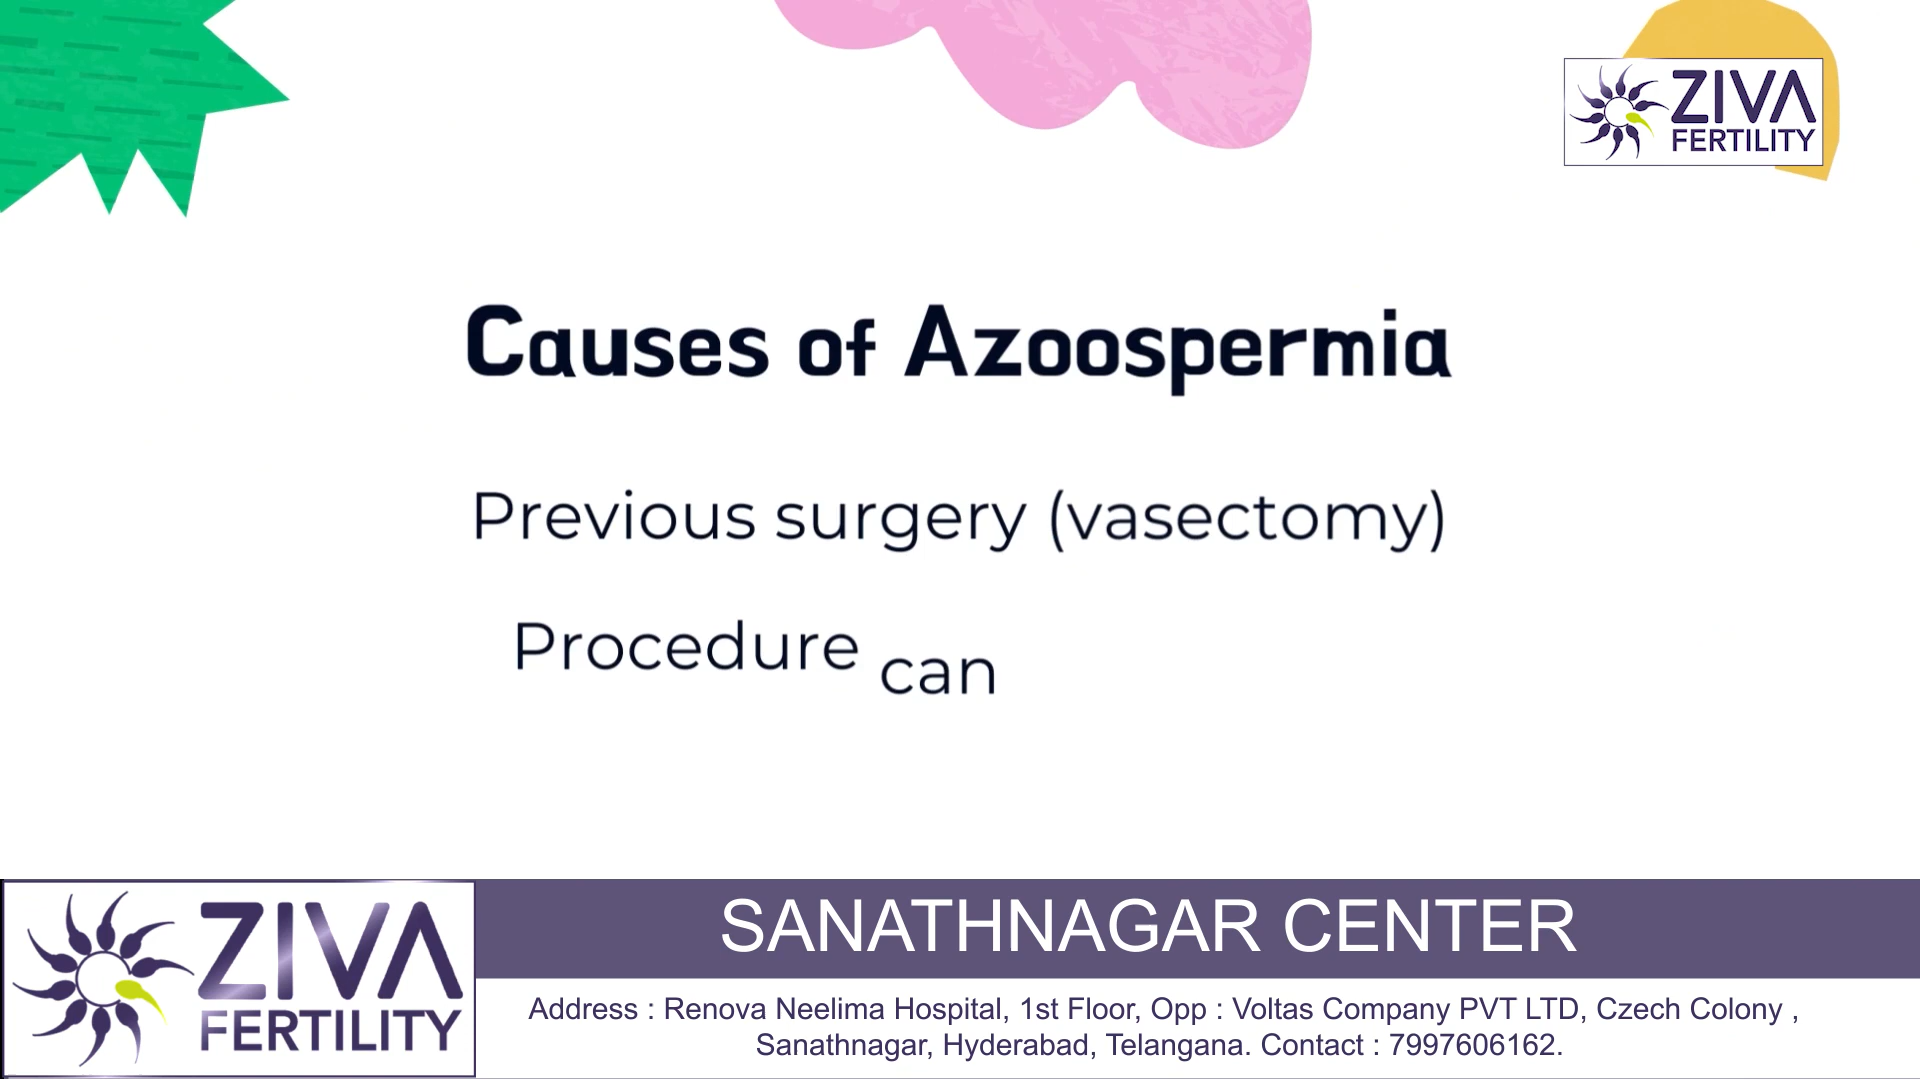 ZIVA
FERTILITY
Causes of Azoospermia
Previous surgery (vasectomy)
Procedure can
ZIVA
FERTILITY
SANATHNAGAR CENTER
Address : Renova Neelima Hospital, 1st Floor, Opp : Voltas Company PVT LTD, Czech Colony ,
Sanathnagar, Hyderabad, Telangana. Contact : 7997606162.